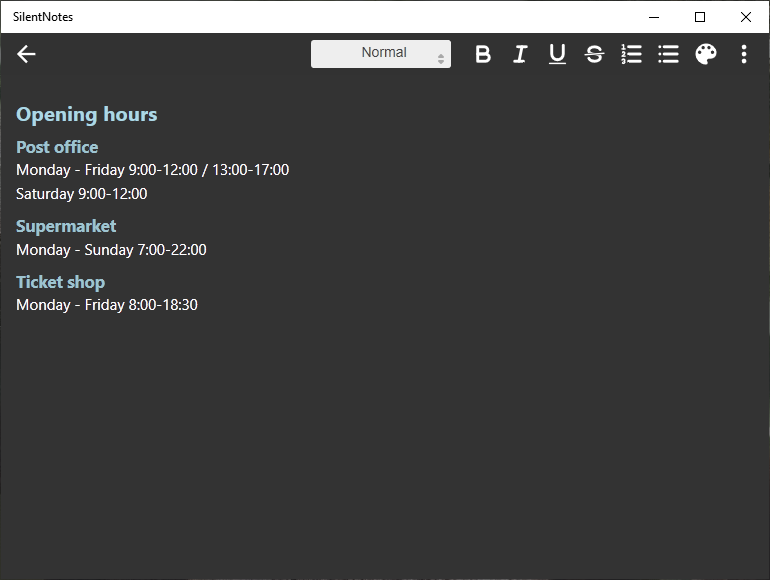 SilentNotes
Normal
Opening hours
Post office
Monday - Friday 9:00-12:00 / 13:00-17:00
Saturday 9:00-12:00
Supermarket
Monday - Sunday 7:00-22:00
Ticket shop
Monday - Friday 8:00-18:30